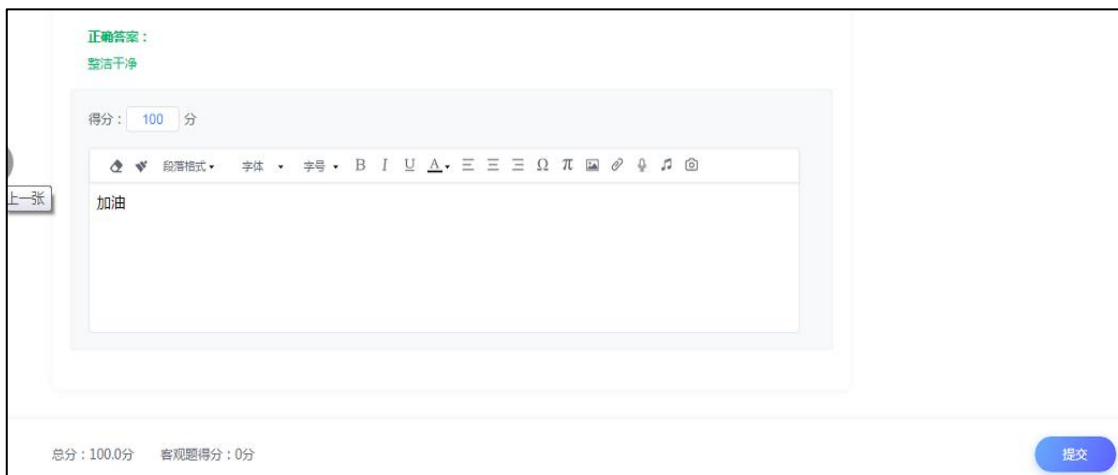 正确答案：
整洁干净
得分： 100 分
段落格式 字体 字号 B I U A Ω π
上一张
加油
总分：100.0分 客观题得分：0分
提交